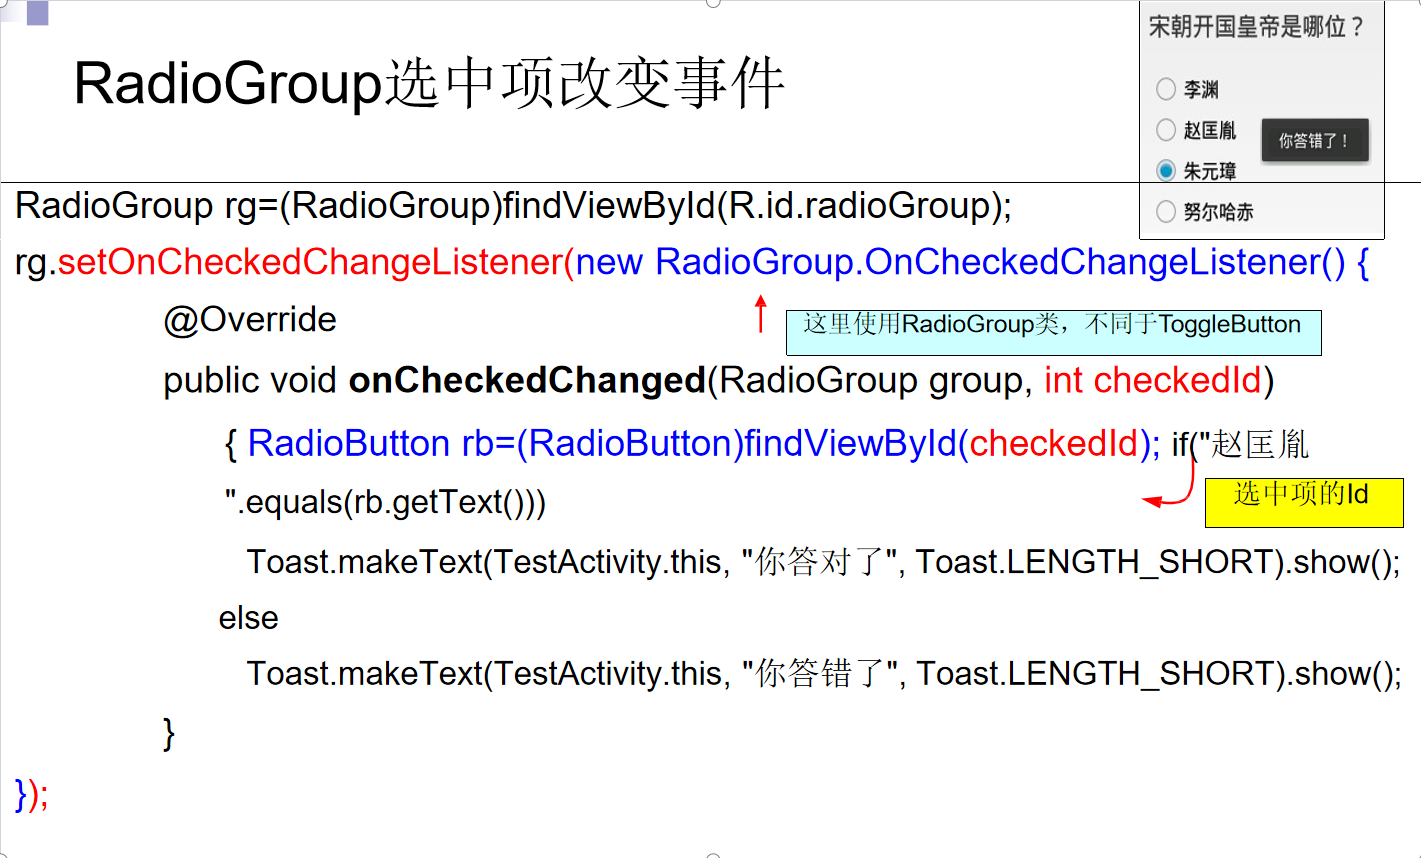 RadioGroup选中项改变事件
宋朝开国皇帝是哪位？
李渊
赵匡胤
你答错了！
朱元璋
努尔哈赤
RadioGroup rg=(RadioGroup)findViewById(R.id.radioGroup);
rg.setOnCheckedChangeListener(new RadioGroup.OnCheckedChangeListener() {
@Override
这里使用RadioGroup类，不同于ToggleButton
public void onCheckedChanged(RadioGroup group, int checkedId)
{ RadioButton rb=(RadioButton)findViewById(checkedId); if("赵匡胤
".equals(rb.getText()))
选中项的Id
Toast.makeText(TestActivity.this, "你答对了", Toast.LENGTH_SHORT).show();
else
Toast.makeText(TestActivity.this, "你答错了", Toast.LENGTH_SHORT).show();
}
});